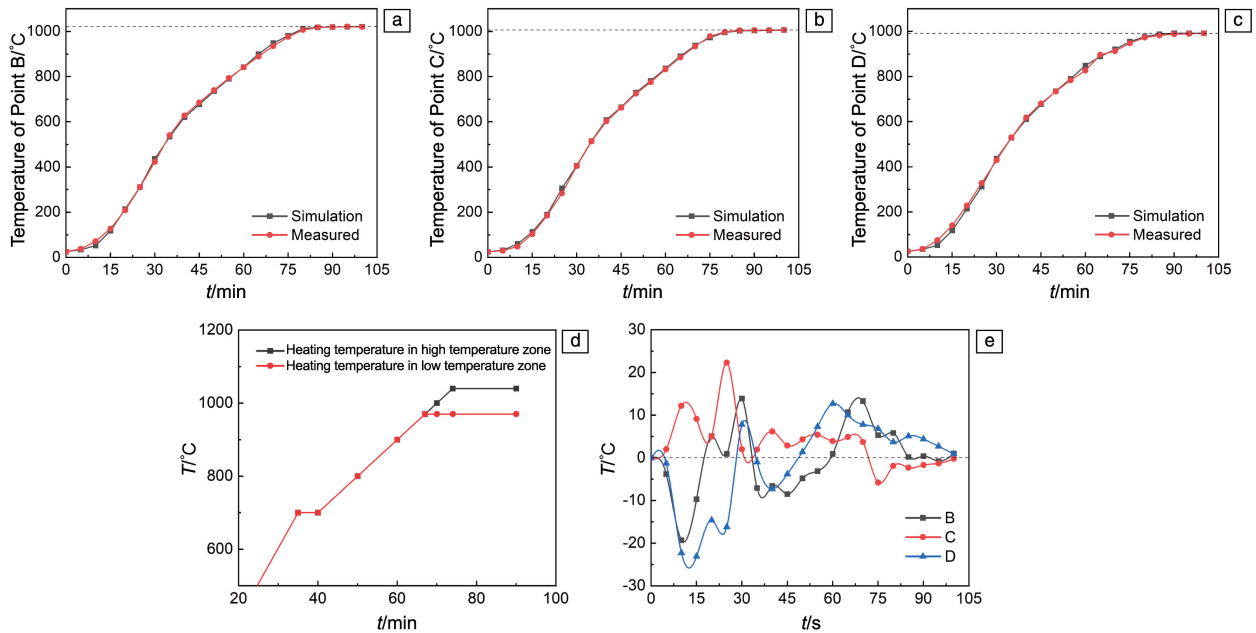 a
Temperature of Point B/°C
1000
800
600
400
200
0
Simulation
Measured
0 15 30 45 60 75 90 105
t/min
b
Temperature of Point C/°C
1000
800
600
400
200
0
Simulation
Measured
0 15 30 45 60 75 90 105
t/min
c
Temperature of Point D/°C
1000
800
600
400
200
0
Simulation
Measured
0 15 30 45 60 75 90 105
t/min
d
T/°C
1200
1000
800
600
Heating temperature in high temperature zone
Heating temperature in low temperature zone
20 40 60 80 100
t/min
e
T/°C
30
20
10
0
-10
-20
-30
B
C
D
0 15 30 45 60 75 90 105
t/s